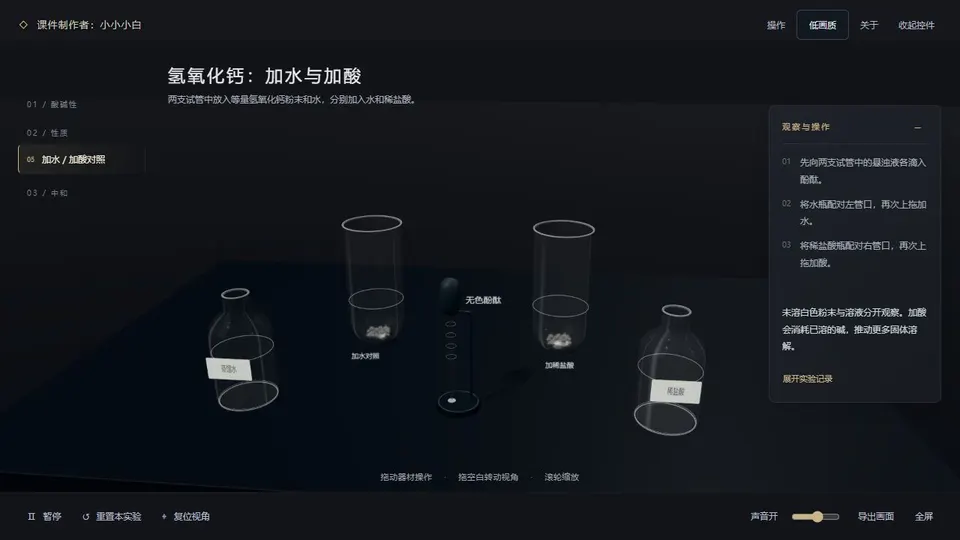 课件制作者：小小小白
操作
低画质
关于
收起控件
氢氧化钙：加水与加酸
两支试管中放入等量氢氧化钙粉末和水，分别加入水和稀盐酸。
01 / 酸碱性
02 / 性质
05 加水 / 加酸对照
03 / 中和
观察与操作
01 先向两支试管中的悬浊液各滴入
酚酞。
02 将水瓶配对左管口，再次上拖加
水。
03 将稀盐酸瓶配对右管口，再次上
拖加酸。
未溶白色粉末与溶液分开观察。加酸
会消耗已溶的碱，推动更多固体溶
解。
展开实验记录
无色酚酞
加水对照
加稀盐酸
稀盐酸
拖动器材操作 · 拖空白转动视角 · 滚轮缩放
暂停
重置本实验
复位视角
声音开
导出画面
全屏